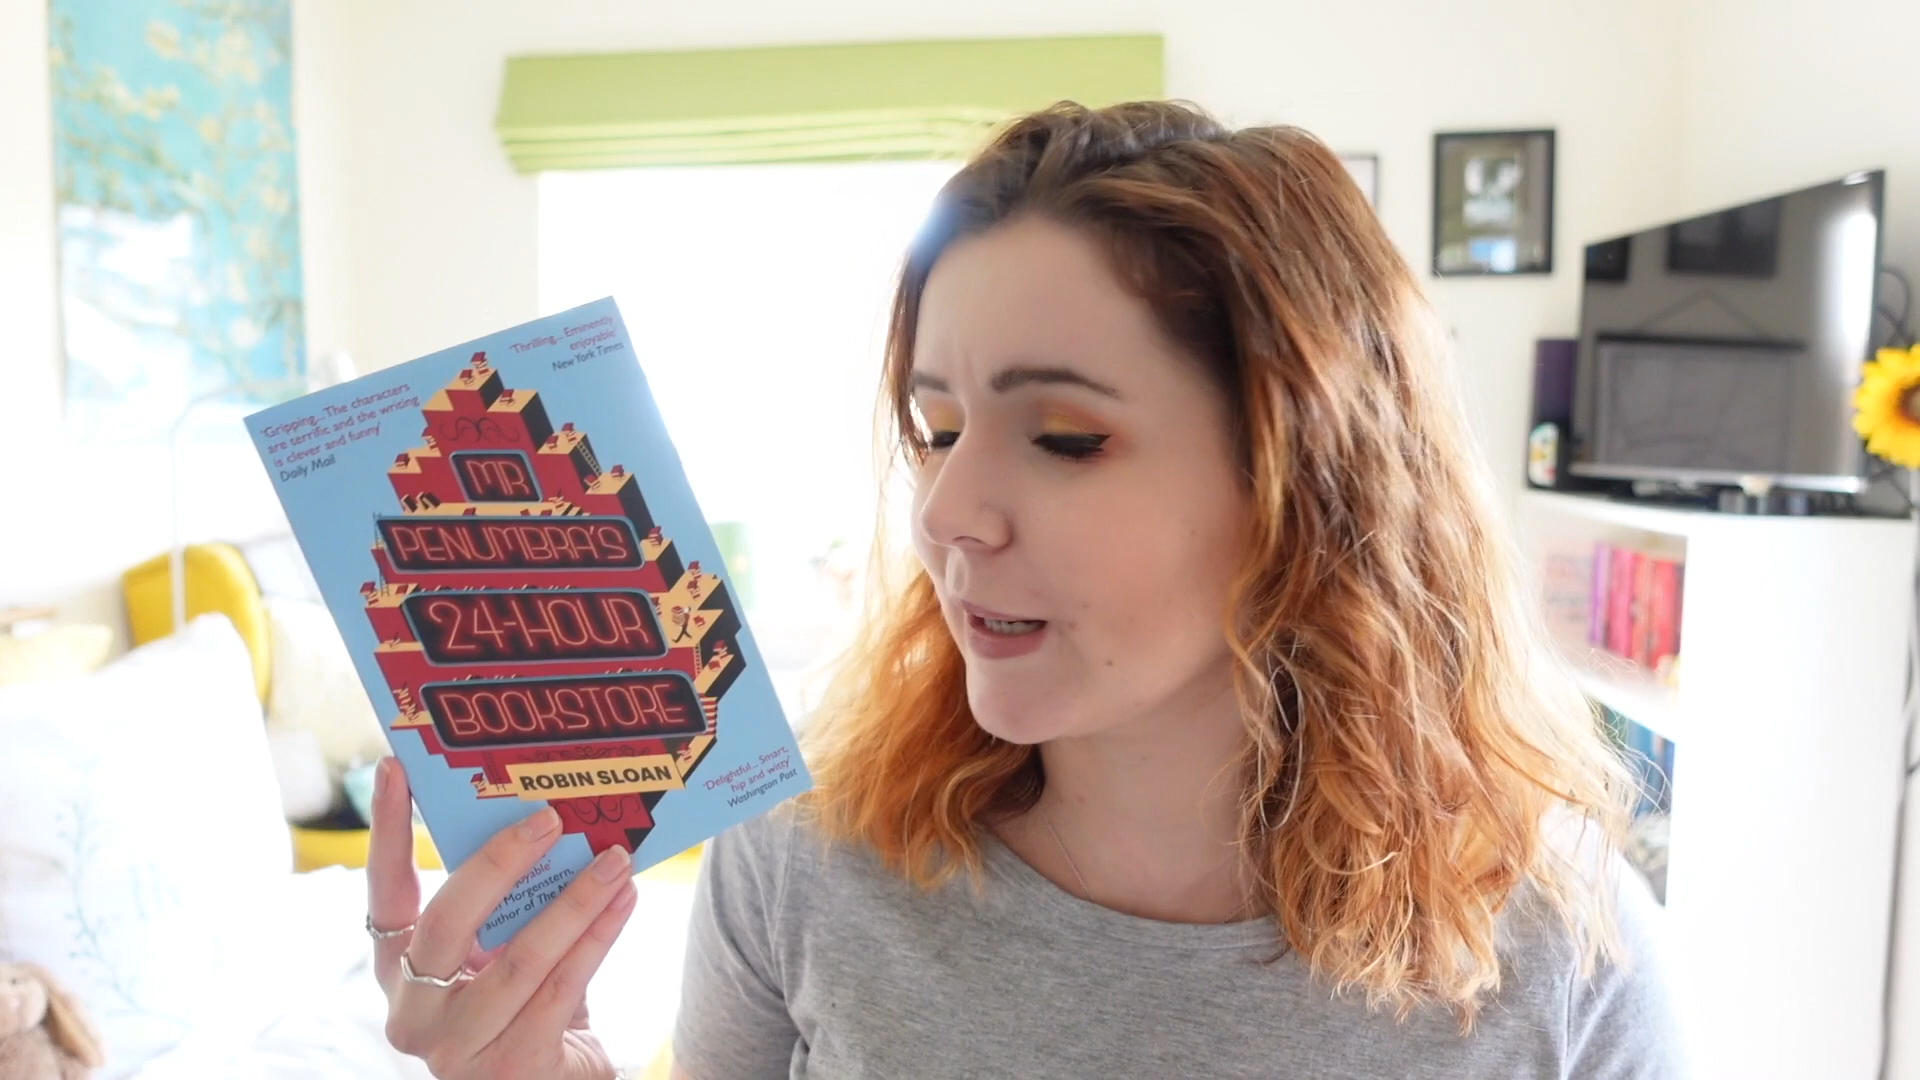 'Thrilling... Eminently
enjoyable'
New York Times
'Gripping...The characters
are terrific and the writing
is clever and funny'
Daily Mail
MR
PENUMBRA'S
24-HOUR
BOOKSTORE
ROBIN SLOAN
'Delightful... Smart,
hip and witty'
Washington Post
Morgenstern,
author of The